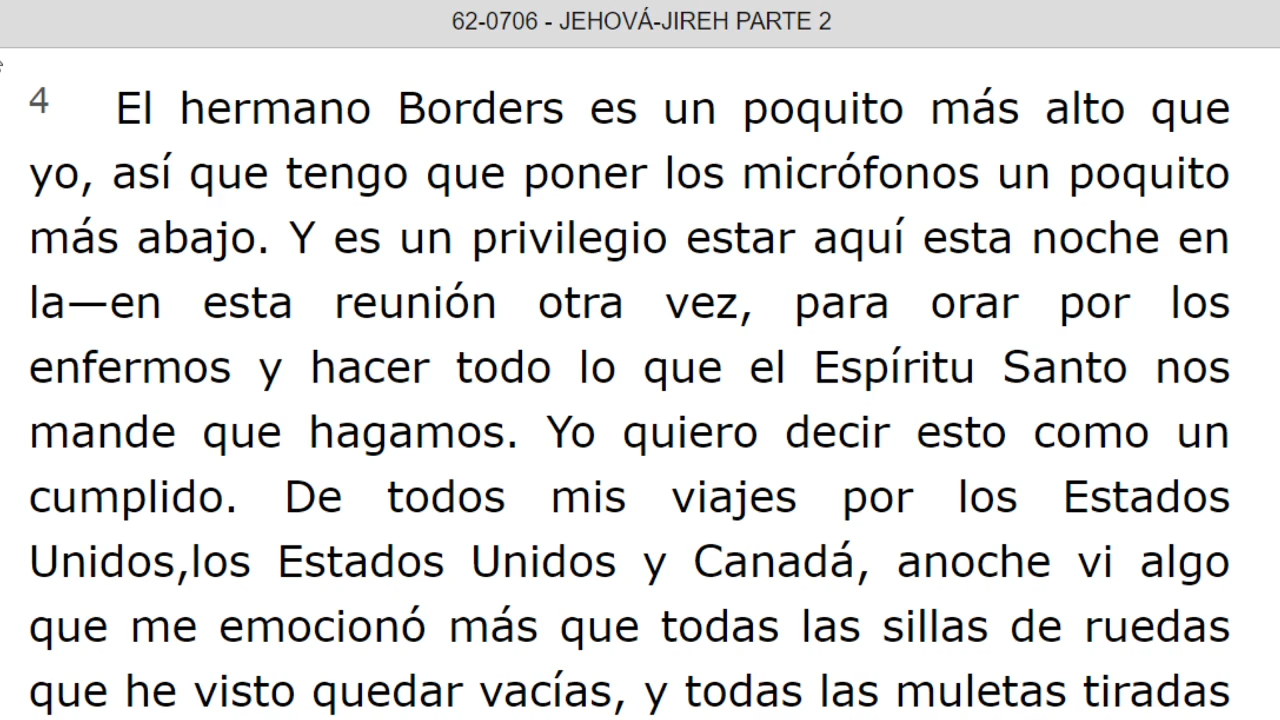 62-0706 - JEHOVÁ-JIREH PARTE 2
4 El hermano Borders es un poquito más alto que
yo, así que tengo que poner los micrófonos un poquito
más abajo. Y es un privilegio estar aquí esta noche en
la—en esta reunión otra vez, para orar por los
enfermos y hacer todo lo que el Espíritu Santo nos
mande que hagamos. Yo quiero decir esto como un
cumplido. De todos mis viajes por los Estados
Unidos,los Estados Unidos y Canadá, anoche vi algo
que me emocionó más que todas las sillas de ruedas
que he visto quedar vacías, y todas las muletas tiradas